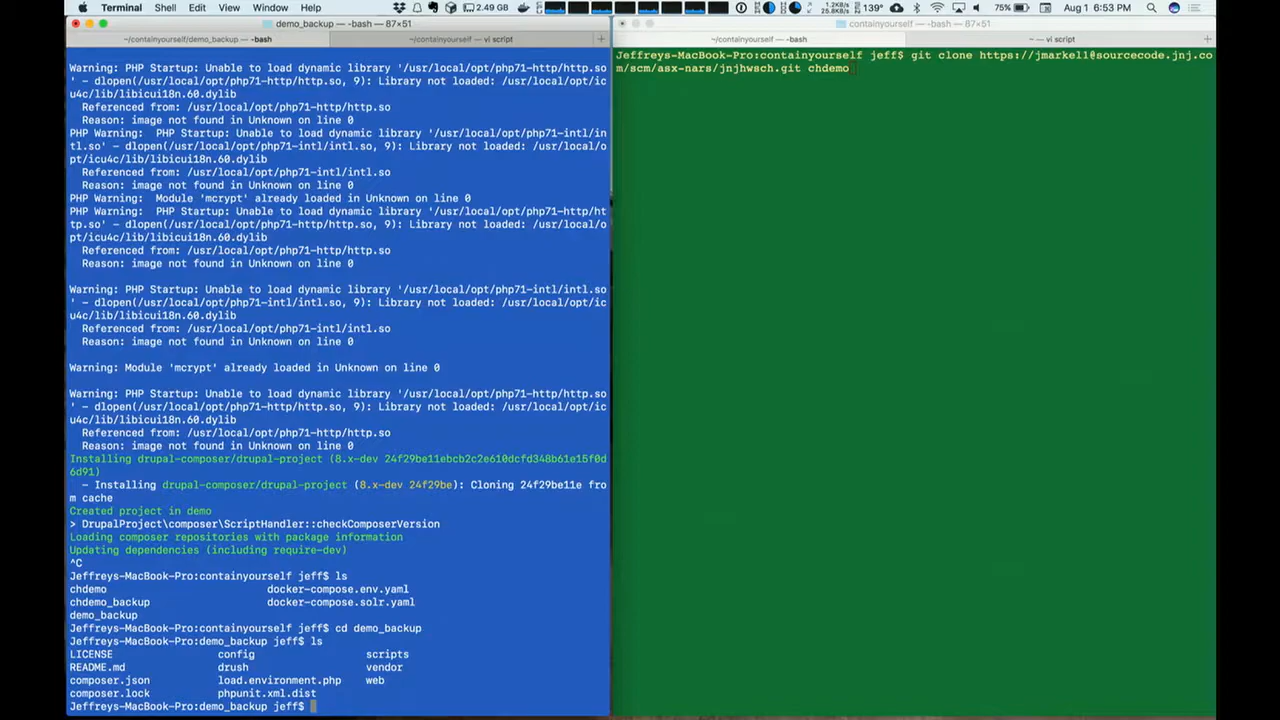 Terminal Shell Edit View Window Help 2.49 GB 1.2KB/s 25.8KB/s 139° 75% Aug 1 6:53 PM
demo_backup — -bash — 87×51
containyourself — -bash — 97×51
~/containyourself/demo_backup — -bash
~/containyourself — vi script
~/containyourself — -bash
~ — vi script
Warning: PHP Startup: Unable to load dynamic library '/usr/local/opt/php71-http/http.so
' - dlopen(/usr/local/opt/php71-http/http.so, 9): Library not loaded: /usr/local/opt/ic
u4c/lib/libicui18n.60.dylib
Referenced from: /usr/local/opt/php71-http/http.so
Reason: image not found in Unknown on line 0
PHP Warning:  PHP Startup: Unable to load dynamic library '/usr/local/opt/php71-intl/in
tl.so' - dlopen(/usr/local/opt/php71-intl/intl.so, 9): Library not loaded: /usr/local/o
pt/icu4c/lib/libicui18n.60.dylib
Referenced from: /usr/local/opt/php71-intl/intl.so
Reason: image not found in Unknown on line 0
PHP Warning:  Module 'mcrypt' already loaded in Unknown on line 0
PHP Warning:  PHP Startup: Unable to load dynamic library '/usr/local/opt/php71-http/ht
tp.so' - dlopen(/usr/local/opt/php71-http/http.so, 9): Library not loaded: /usr/local/o
pt/icu4c/lib/libicui18n.60.dylib
Referenced from: /usr/local/opt/php71-http/http.so
Reason: image not found in Unknown on line 0
Warning: PHP Startup: Unable to load dynamic library '/usr/local/opt/php71-intl/intl.so
' - dlopen(/usr/local/opt/php71-intl/intl.so, 9): Library not loaded: /usr/local/opt/ic
u4c/lib/libicui18n.60.dylib
Referenced from: /usr/local/opt/php71-intl/intl.so
Reason: image not found in Unknown on line 0
Warning: Module 'mcrypt' already loaded in Unknown on line 0
Warning: PHP Startup: Unable to load dynamic library '/usr/local/opt/php71-http/http.so
' - dlopen(/usr/local/opt/php71-http/http.so, 9): Library not loaded: /usr/local/opt/ic
u4c/lib/libicui18n.60.dylib
Referenced from: /usr/local/opt/php71-http/http.so
Reason: image not found in Unknown on line 0
Installing drupal-composer/drupal-project (8.x-dev 24f29be11ebcb2c2e610dcfd348b61e15f0d
6d91)
- Installing drupal-composer/drupal-project (8.x-dev 24f29be): Cloning 24f29be11e fro
m cache
Created project in demo
> DrupalProject\composer\ScriptHandler::checkComposerVersion
Loading composer repositories with package information
Updating dependencies (including require-dev)
^C
Jeffreys-MacBook-Pro:containyourself jeff$ ls
chdemo docker-compose.env.yaml
chdemo_backup docker-compose.solr.yaml
demo_backup
Jeffreys-MacBook-Pro:containyourself jeff$ cd demo_backup
Jeffreys-MacBook-Pro:demo_backup jeff$ ls
LICENSE config scripts
README.md drush vendor
composer.json load.environment.php web
composer.lock phpunit.xml.dist
Jeffreys-MacBook-Pro:demo_backup jeff$
Jeffreys-MacBook-Pro:containyourself jeff$ git clone https://jmarkel1@sourcecode.jnj.co
m/scm/asx-nars/jnjhwsch.git chdemo